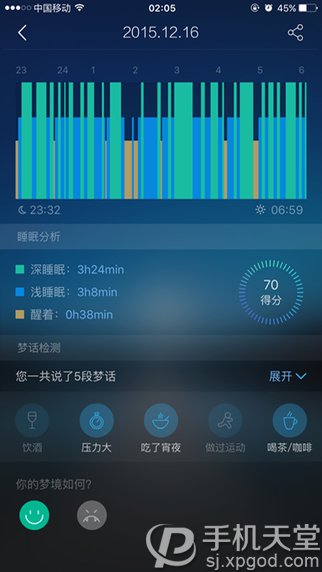 中国移动 02:05 45%
2015.12.16
23 24 1 2 3 4 5 6
23:32 06:59
睡眠分析
深睡眠：3h24min
浅睡眠：3h8min
醒着：0h38min
70
得分
梦话检测
您一共说了5段梦话 展开
饮酒 压力大 吃了宵夜 做过运动 喝茶/咖啡
你的梦境如何?
手机天堂
sj.xpgod.com